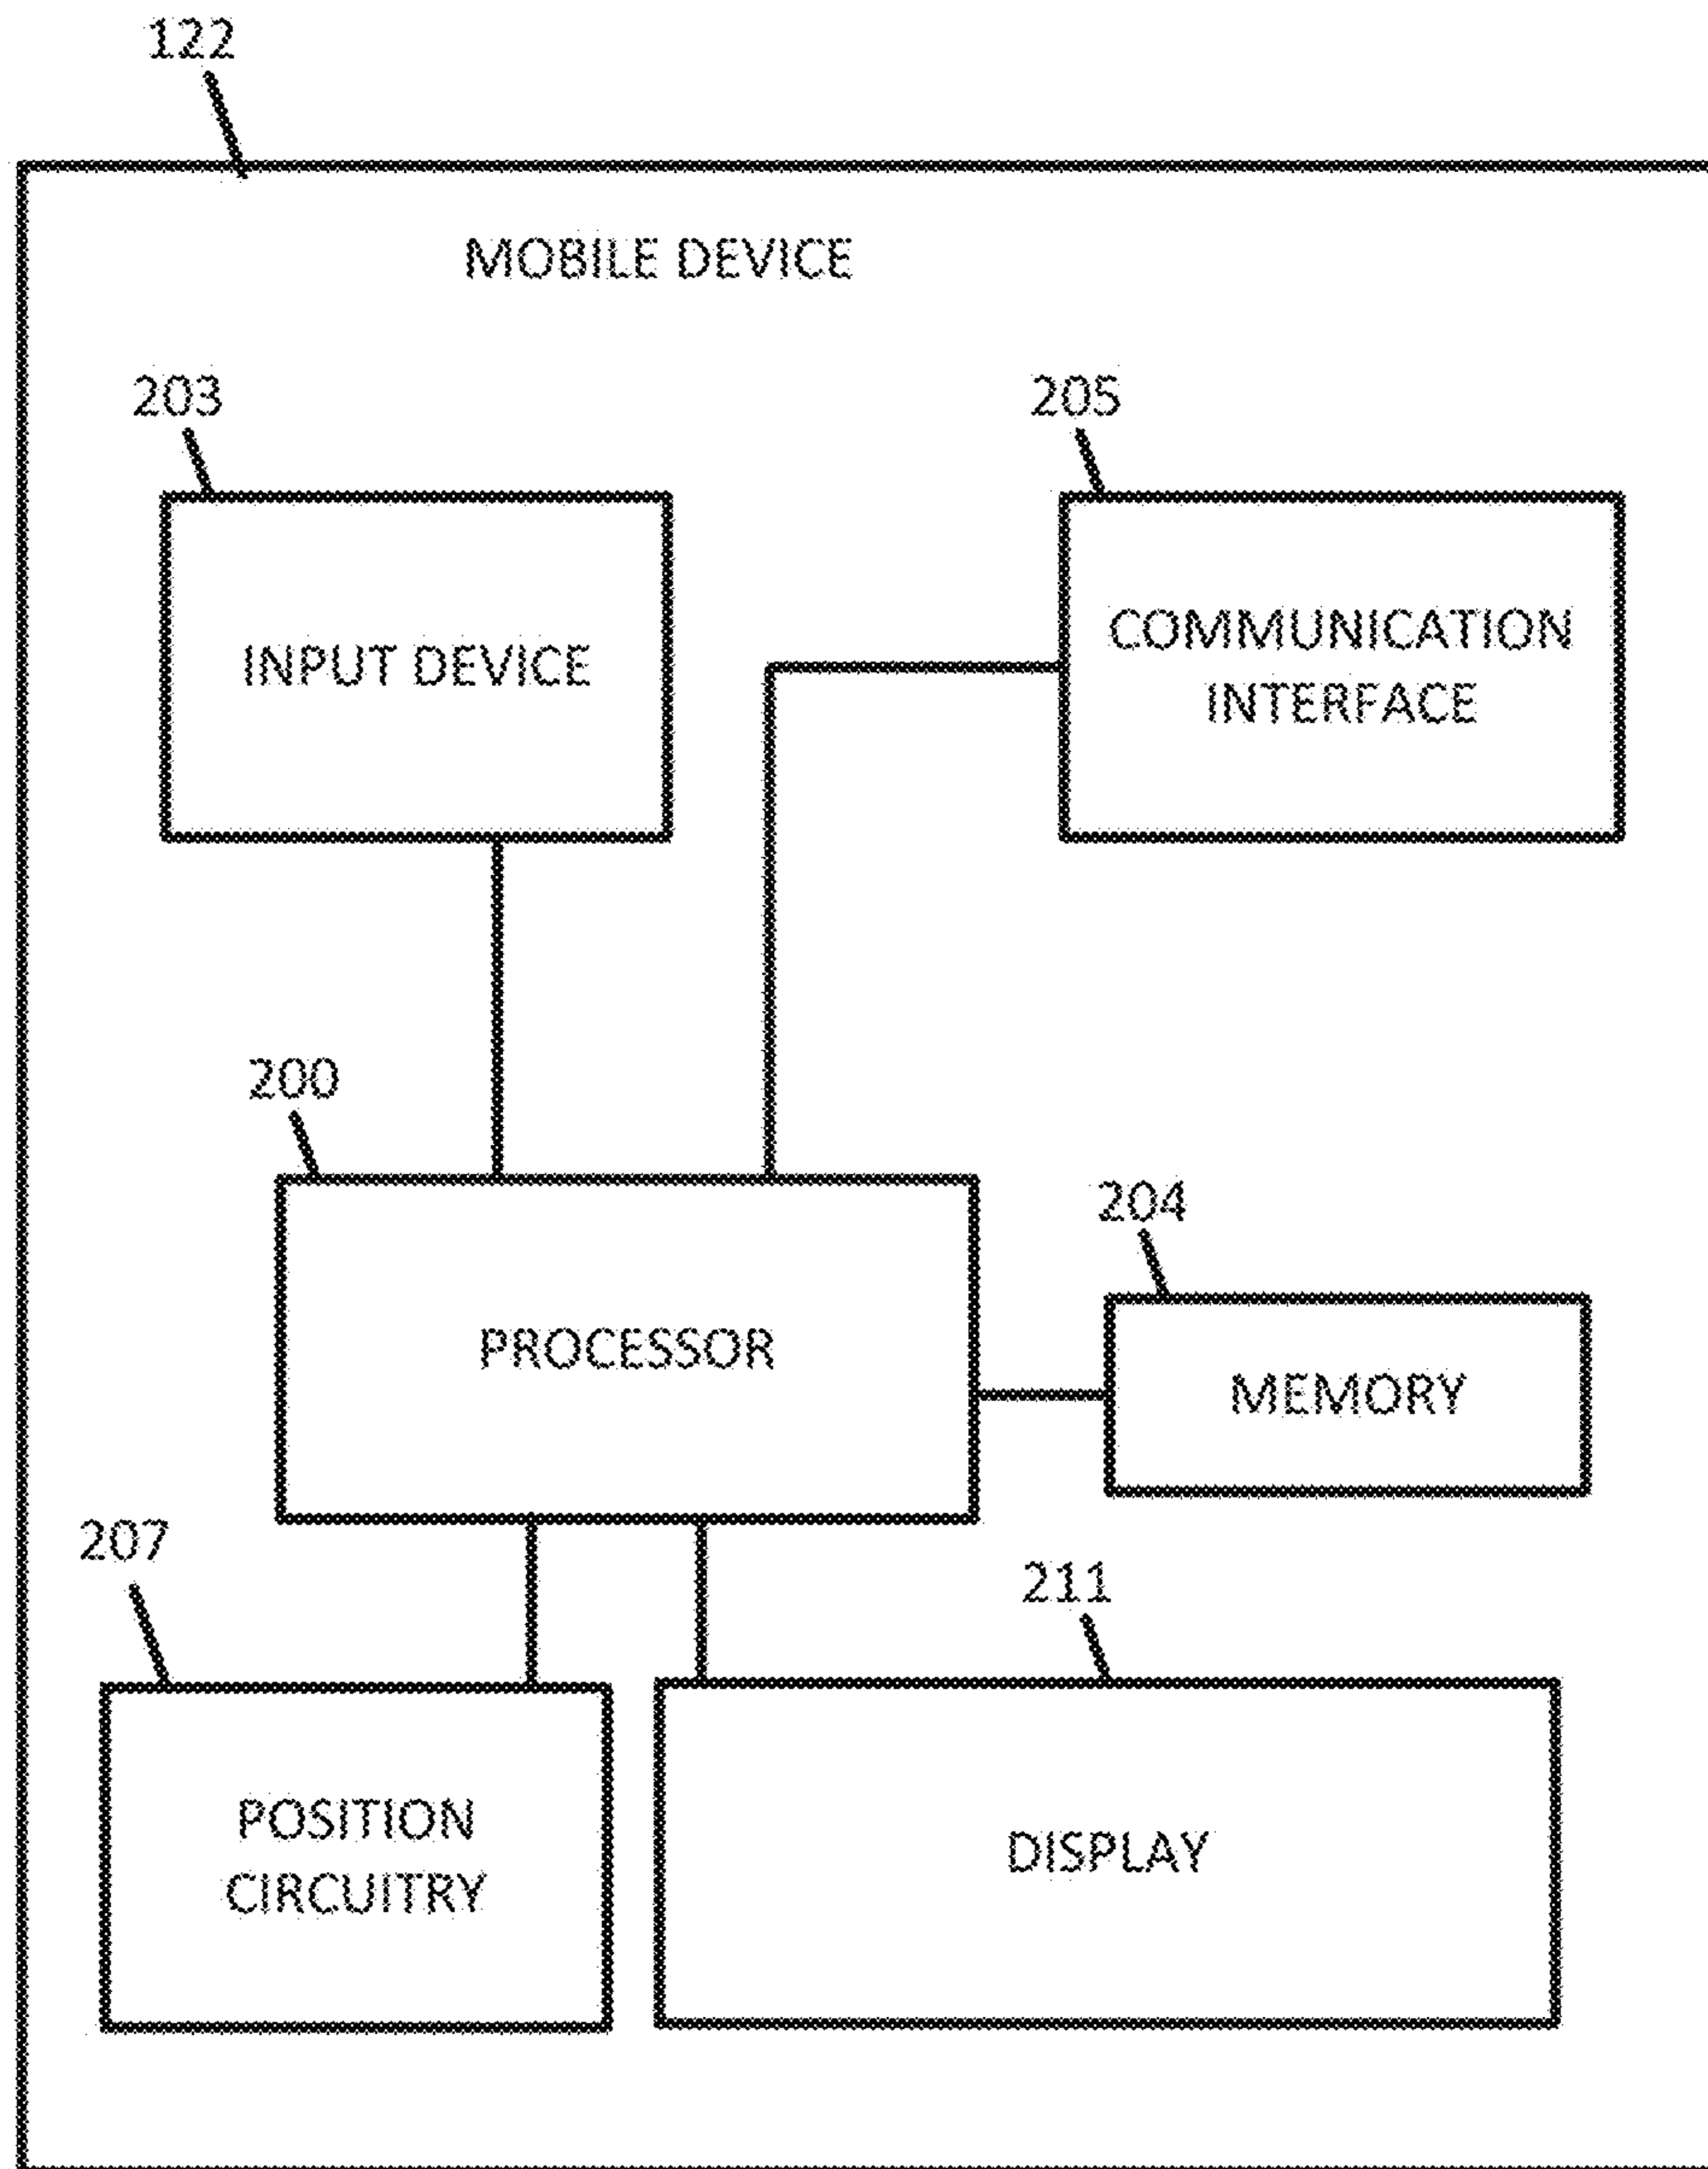 122
MOBILE DEVICE
203
205
INPUT DEVICE
COMMUNICATION
INTERFACE
200
204
PROCESSOR
MEMORY
207
211
POSITION
CIRCUITRY
DISPLAY